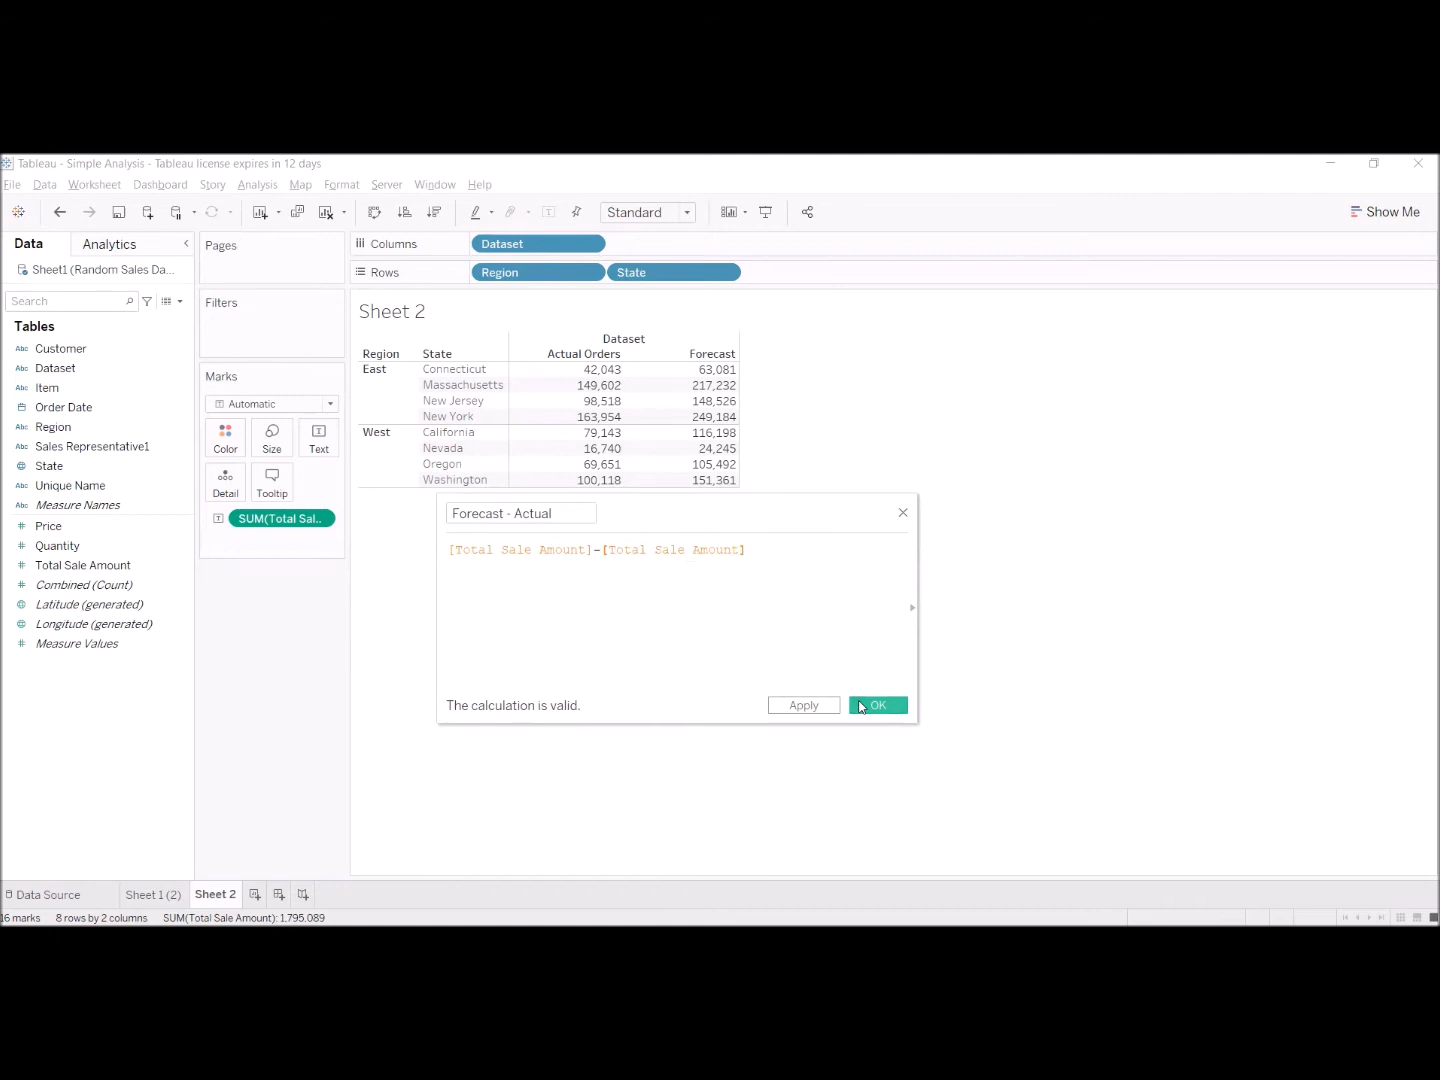 Tableau - Simple Analysis - Tableau license expires in 12 days
File Data Worksheet Dashboard Story Analysis Map Format Server Window Help
Standard Show Me
Data Analytics
Pages
Columns Dataset
Sheet1 (Random Sales Da...
Rows Region State
Search
Filters
Sheet 2
Tables
Abc Customer
Abc Dataset
Abc Item
Order Date
Abc Region
Abc Sales Representative1
State
Abc Unique Name
Abc Measure Names
# Price
# Quantity
# Total Sale Amount
# Combined (Count)
Latitude (generated)
Longitude (generated)
# Measure Values
Marks
T Automatic
Color Size T Text
Detail Tooltip
T SUM(Total Sal..
Dataset
Region State Actual Orders Forecast
East Connecticut 42,043 63,081
Massachusetts 149,602 217,232
New Jersey 98,518 148,526
New York 163,954 249,184
West California 79,143 116,198
Nevada 16,740 24,245
Oregon 69,651 105,492
Washington 100,118 151,361
Forecast - Actual
[Total Sale Amount]-[Total Sale Amount]
The calculation is valid. Apply OK
Data Source Sheet 1 (2) Sheet 2
16 marks 8 rows by 2 columns SUM(Total Sale Amount): 1,795,089